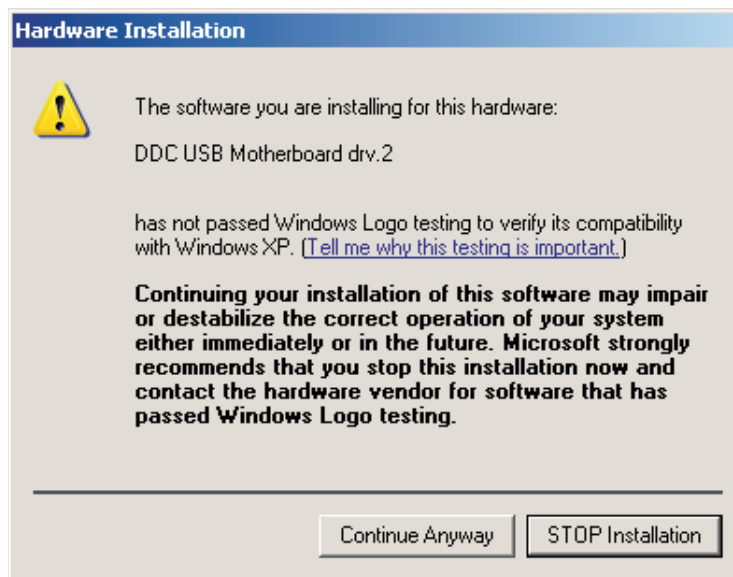 Hardware Installation
The software you are installing for this hardware:
DDC USB Motherboard drv.2
has not passed Windows Logo testing to verify its compatibility
with Windows XP. (Tell me why this testing is important.)
Continuing your installation of this software may impair
or destabilize the correct operation of your system
either immediately or in the future. Microsoft strongly
recommends that you stop this installation now and
contact the hardware vendor for software that has
passed Windows Logo testing.
Continue Anyway
STOP Installation